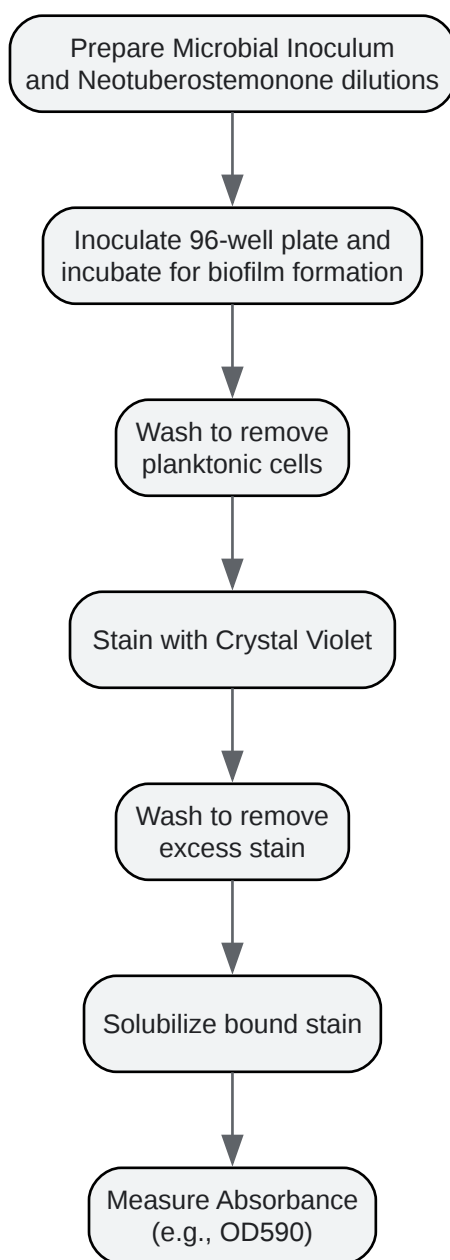 Prepare Microbial Inoculum
and Neotuberostemonone dilutions
Inoculate 96-well plate and
incubate for biofilm formation
Wash to remove
planktonic cells
Stain with Crystal Violet
Wash to remove
excess stain
Solubilize bound stain
Measure Absorbance
(e.g., OD590)